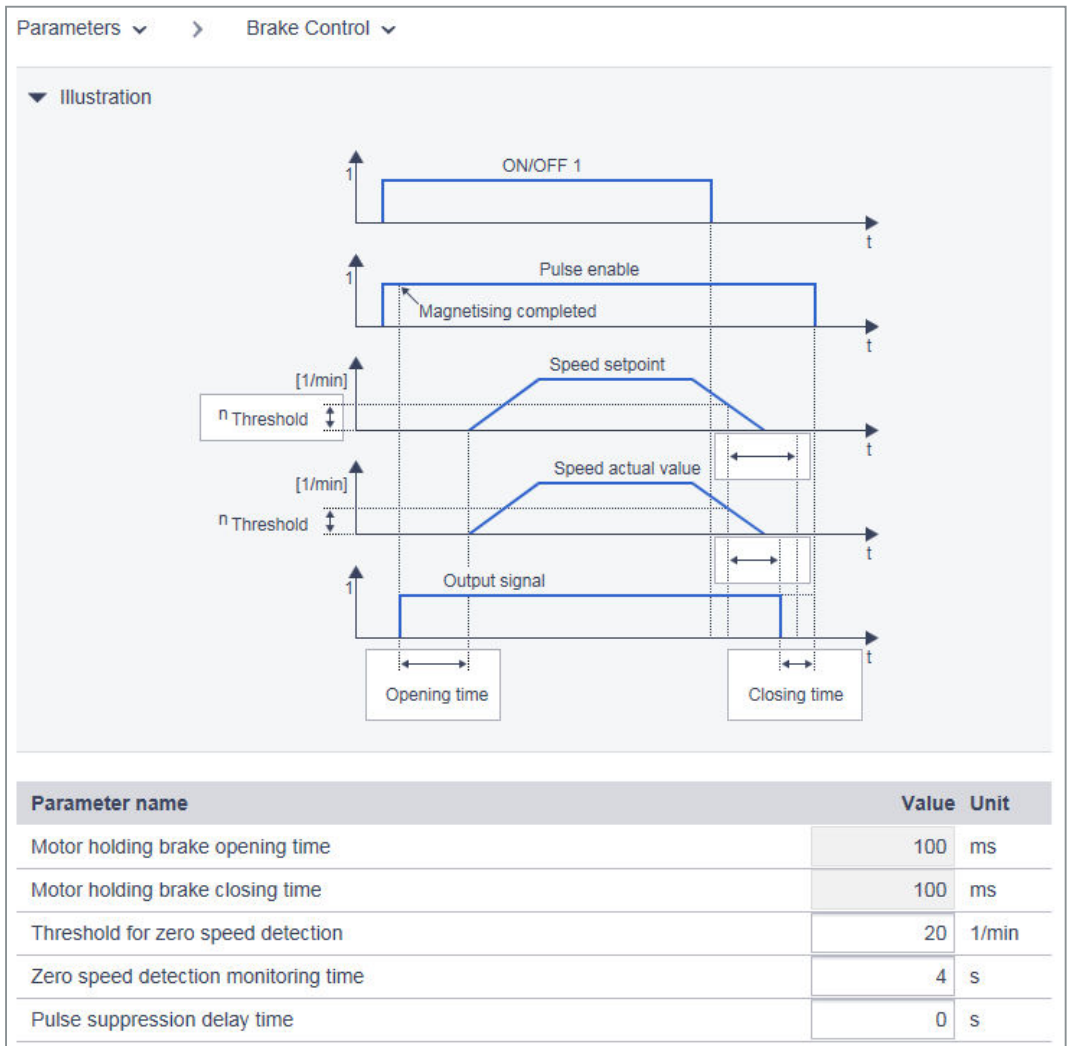 Parameters > Brake Control
Illustration
ON/OFF 1
1
t
Pulse enable
1
Magnetising completed
t
Speed setpoint
[1/min]
n Threshold
t
Speed actual value
[1/min]
n Threshold
t
Output signal
1
t
Opening time
Closing time
Parameter name Value Unit
Motor holding brake opening time 100 ms
Motor holding brake closing time 100 ms
Threshold for zero speed detection 20 1/min
Zero speed detection monitoring time 4 s
Pulse suppression delay time 0 s